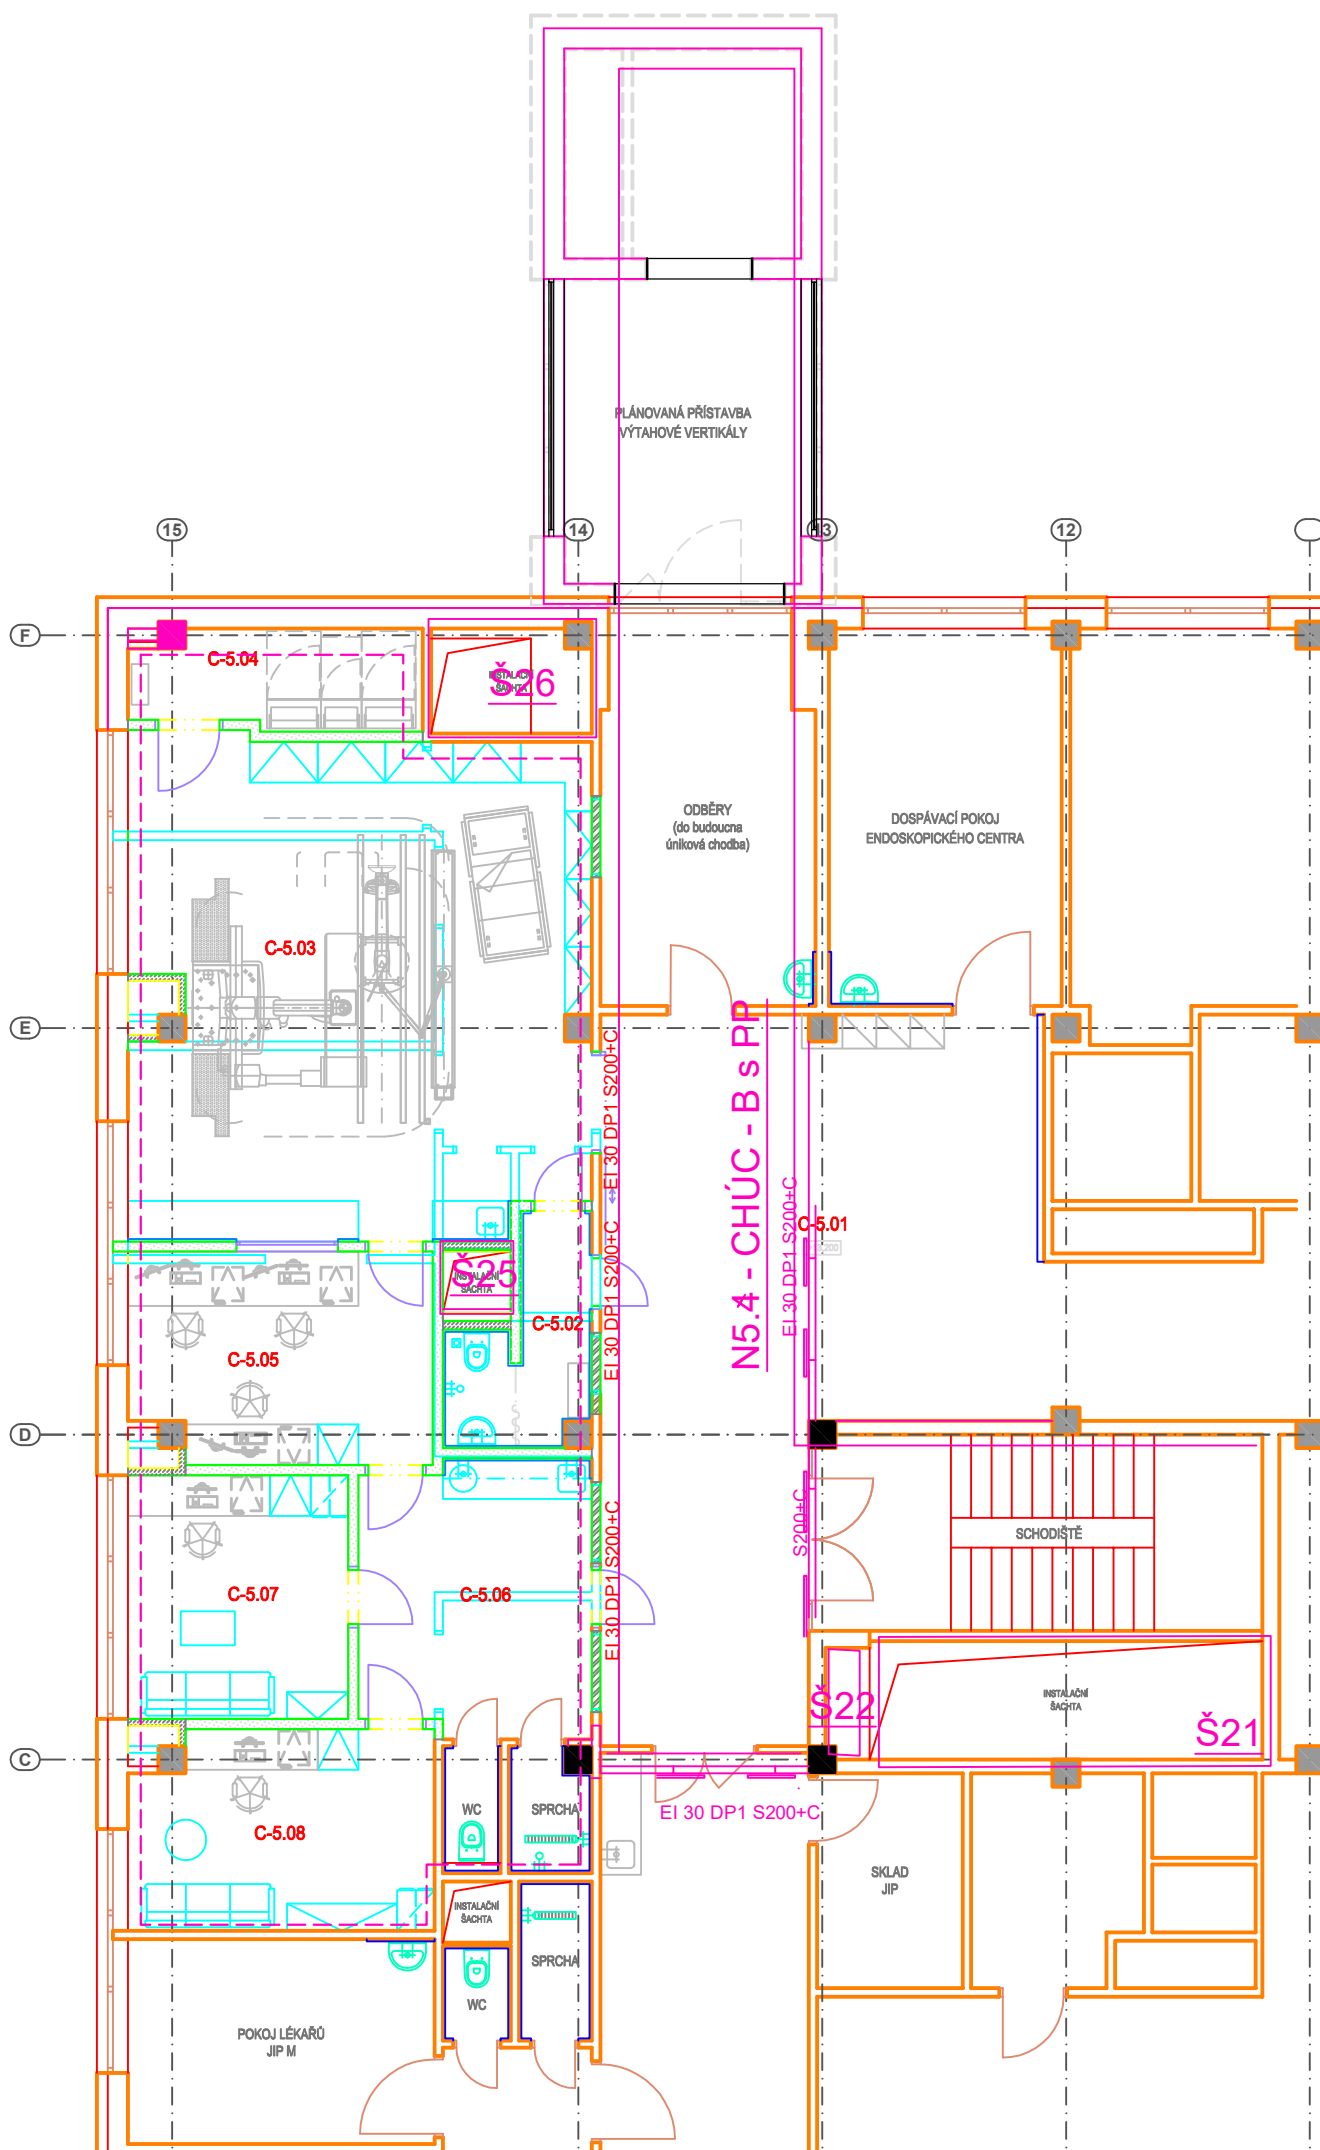 PLÁNOVANÁ PŘÍSTAVBA
VÝTAHOVÉ VERTIKÁLY
15
14
13
12
F
C-5.04
INSTALAČNÍ
ŠACHTA
Š26
ODBĚRY
(do budoucna
úniková chodba)
DOSPÁVACÍ POKOJ
ENDOSKOPICKÉHO CENTRA
C-5.03
E
EI 30 DP1 S200+C
N5.4 - CHÚC - B s PP
EI 30 DP1 S200+C
C-5.01
EI 30 DP1 S200+C
INSTALAČNÍ
ŠACHTA
Š25
C-5.02
C-5.05
D
S200+C
SCHODIŠTĚ
EI 30 DP1 S200+C
C-5.07
C-5.06
Š22
INSTALAČNÍ
ŠACHTA
Š21
C
WC
SPRCHA
EI 30 DP1 S200+C
C-5.08
SKLAD
JIP
INSTALAČNÍ
ŠACHTA
SPRCHA
WC
POKOJ LÉKAŘŮ
JIP M